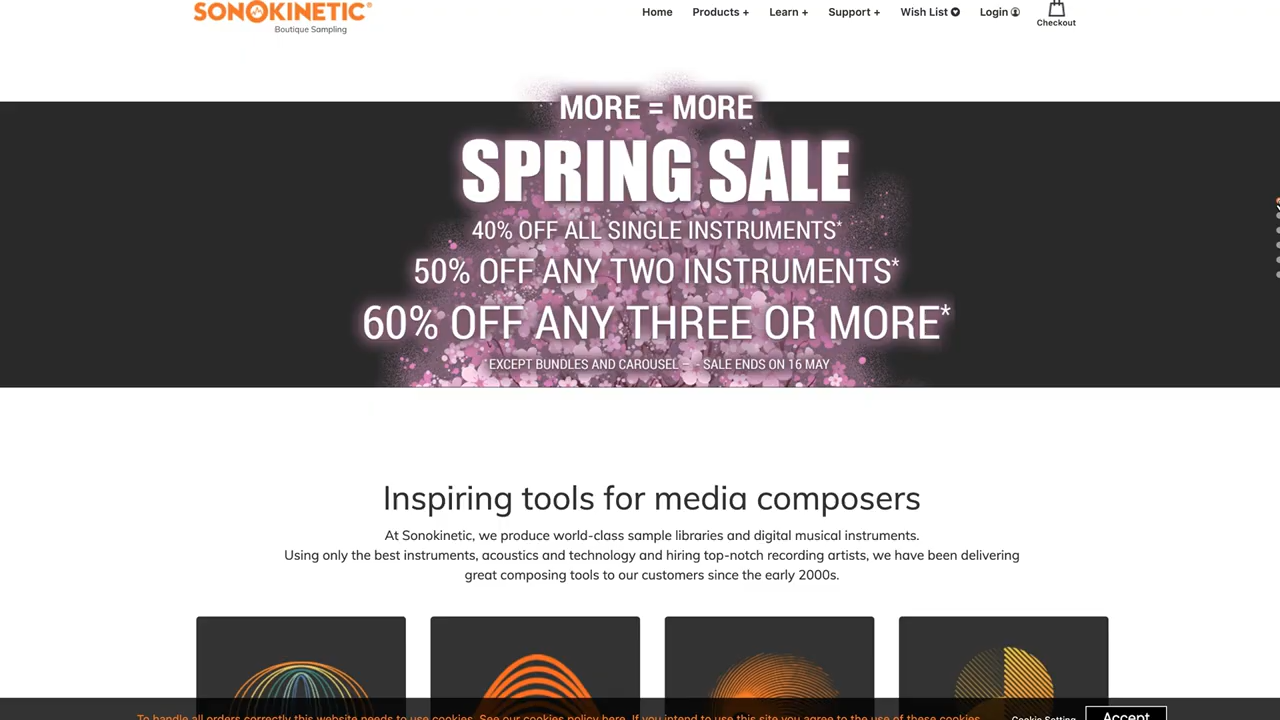 SONOKINETIC®
Boutique Sampling
Home Products + Learn + Support + Wish List Login
Checkout
MORE = MORE
SPRING SALE
40% OFF ALL SINGLE INSTRUMENTS*
50% OFF ANY TWO INSTRUMENTS*
60% OFF ANY THREE OR MORE*
*EXCEPT BUNDLES AND CAROUSEL – - SALE ENDS ON 16 MAY
Inspiring tools for media composers
At Sonokinetic, we produce world-class sample libraries and digital musical instruments.
Using only the best instruments, acoustics and technology and hiring top-notch recording artists, we have been delivering
great composing tools to our customers since the early 2000s.
To handle all orders correctly this website needs to use cookies. See our cookies policy here. If you intend to use this site you agree to the use of these cookies.
Cookie Setting
Accept